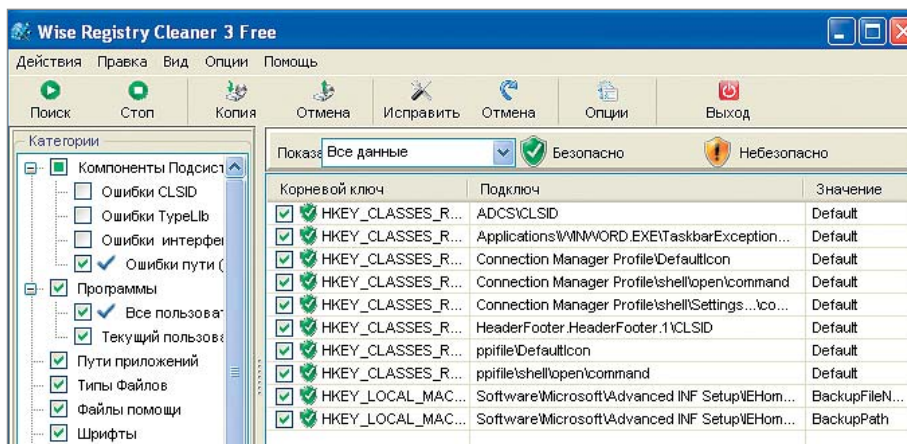 Wise Registry Cleaner 3 Free
Действия Правка Вид Опции Помощь
Поиск Стоп Копия Отмена Исправить Отмена Опции Выход
Категории
Компоненты Подсист
Ошибки CLSID
Ошибки TypeLIb
Ошибки интерфеи
Ошибки пути (
Программы
Все пользоват
Текущий пользова
Пути приложений
Типы Файлов
Файлы помощи
Шрифты
Показа Все данные Безопасно Небезопасно
Корневой ключ Подключ Значение
HKEY_CLASSES_R... ADCS\CLSID Default
HKEY_CLASSES_R... Applications\WINWORD.EXE\TaskbarException... Default
HKEY_CLASSES_R... Connection Manager Profile\DefaultIcon Default
HKEY_CLASSES_R... Connection Manager Profile\shell\open\command Default
HKEY_CLASSES_R... Connection Manager Profile\shell\Settings...\co... Default
HKEY_CLASSES_R... HeaderFooter.HeaderFooter.1\CLSID Default
HKEY_CLASSES_R... ppifile\DefaultIcon Default
HKEY_CLASSES_R... ppifile\shell\open\command Default
HKEY_LOCAL_MAC... Software\Microsoft\Advanced INF Setup\IEHom... BackupFileN...
HKEY_LOCAL_MAC... Software\Microsoft\Advanced INF Setup\IEHom... BackupPath